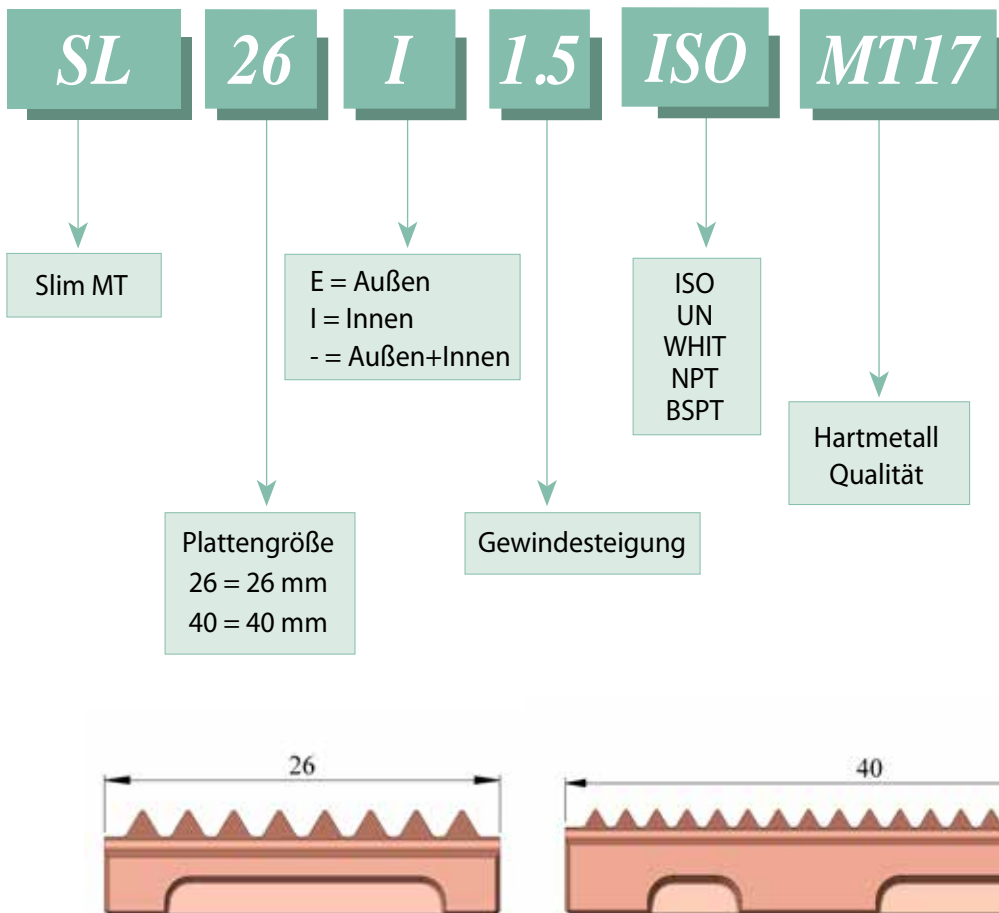 SL 26 I 1.5 ISO MT17
Slim MT
E = Außen
I = Innen
- = Außen+Innen
ISO
UN
WHIT
NPT
BSPT
Hartmetall
Qualität
Plattengröße
26 = 26 mm
40 = 40 mm
Gewindesteigung
26
40